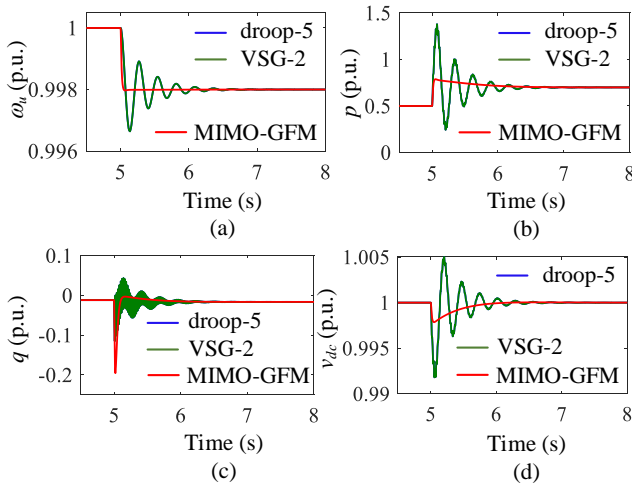 1
0.998
0.996
5
6
7
8
ωu (p.u.)
droop-5
VSG-2
MIMO-GFM
Time (s)
(a)
1.5
1
0.5
0
5
6
7
8
p (p.u.)
droop-5
VSG-2
MIMO-GFM
Time (s)
(b)
0.1
0
-0.1
-0.2
5
6
7
8
q (p.u.)
droop-5
VSG-2
MIMO-GFM
Time (s)
(c)
1.005
1
0.995
0.99
5
6
7
8
vdc (p.u.)
droop-5
VSG-2
MIMO-GFM
Time (s)
(d)